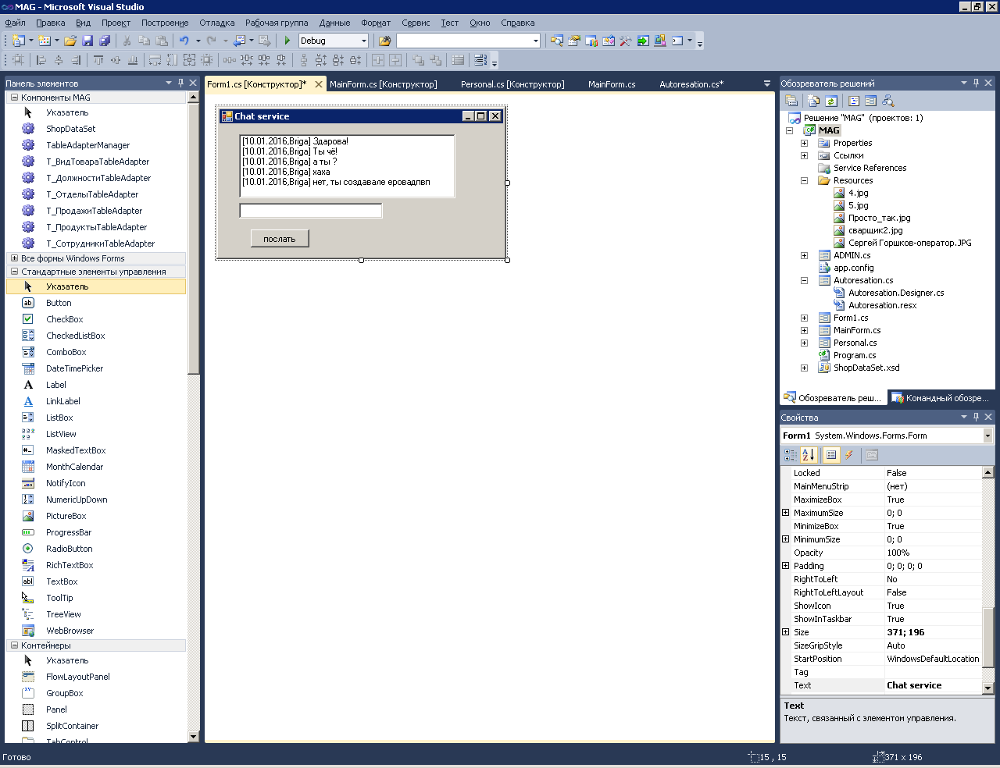 MAG - Microsoft Visual Studio
Файл Правка Вид Проект Построение Отладка Рабочая группа Данные Формат Сервис Тест Окно Справка
Debug
Панель элементов
Компоненты MAG
Указатель
ShopDataSet
TableAdapterManager
T_ВидТовараTableAdapter
T_ДолжностиTableAdapter
T_ОтделыTableAdapter
T_ПродажиTableAdapter
T_ПродуктыTableAdapter
T_СотрудникиTableAdapter
Все формы Windows Forms
Стандартные элементы управления
Указатель
Button
CheckBox
CheckedListBox
ComboBox
DateTimePicker
Label
LinkLabel
ListBox
ListView
MaskedTextBox
MonthCalendar
NotifyIcon
NumericUpDown
PictureBox
ProgressBar
RadioButton
RichTextBox
TextBox
ToolTip
TreeView
WebBrowser
Контейнеры
Указатель
FlowLayoutPanel
GroupBox
Panel
SplitContainer
TabControl
Form1.cs [Конструктор]* MainForm.cs [Конструктор] Personal.cs [Конструктор] MainForm.cs Autoresation.cs*
Chat service
[10.01.2016,Briga] Здарова!
[10.01.2016,Briga] Ты чё!
[10.01.2016,Briga] а ты ?
[10.01.2016,Briga] хаха
[10.01.2016,Briga] нет, ты создавале еровадпвп
послать
Обозреватель решений
Решение "MAG" (проектов: 1)
MAG
Properties
Ссылки
Service References
Resources
4.jpg
5.jpg
Просто_так.jpg
сварщик2.jpg
Сергей Горшков-оператор.JPG
ADMIN.cs
app.config
Autoresation.cs
Autoresation.Designer.cs
Autoresation.resx
Form1.cs
MainForm.cs
Personal.cs
Program.cs
ShopDataSet.xsd
Обозреватель реш... Командный обозре...
Свойства
Form1 System.Windows.Forms.Form
Locked False
MainMenuStrip (нет)
MaximizeBox True
MaximumSize 0; 0
MinimizeBox True
MinimumSize 0; 0
Opacity 100%
Padding 0; 0; 0; 0
RightToLeft No
RightToLeftLayout False
ShowIcon True
ShowInTaskbar True
Size 371; 196
SizeGripStyle Auto
StartPosition WindowsDefaultLocation
Tag
Text Chat service
Text
Текст, связанный с элементом управления.
Готово 15 , 15 371 x 196